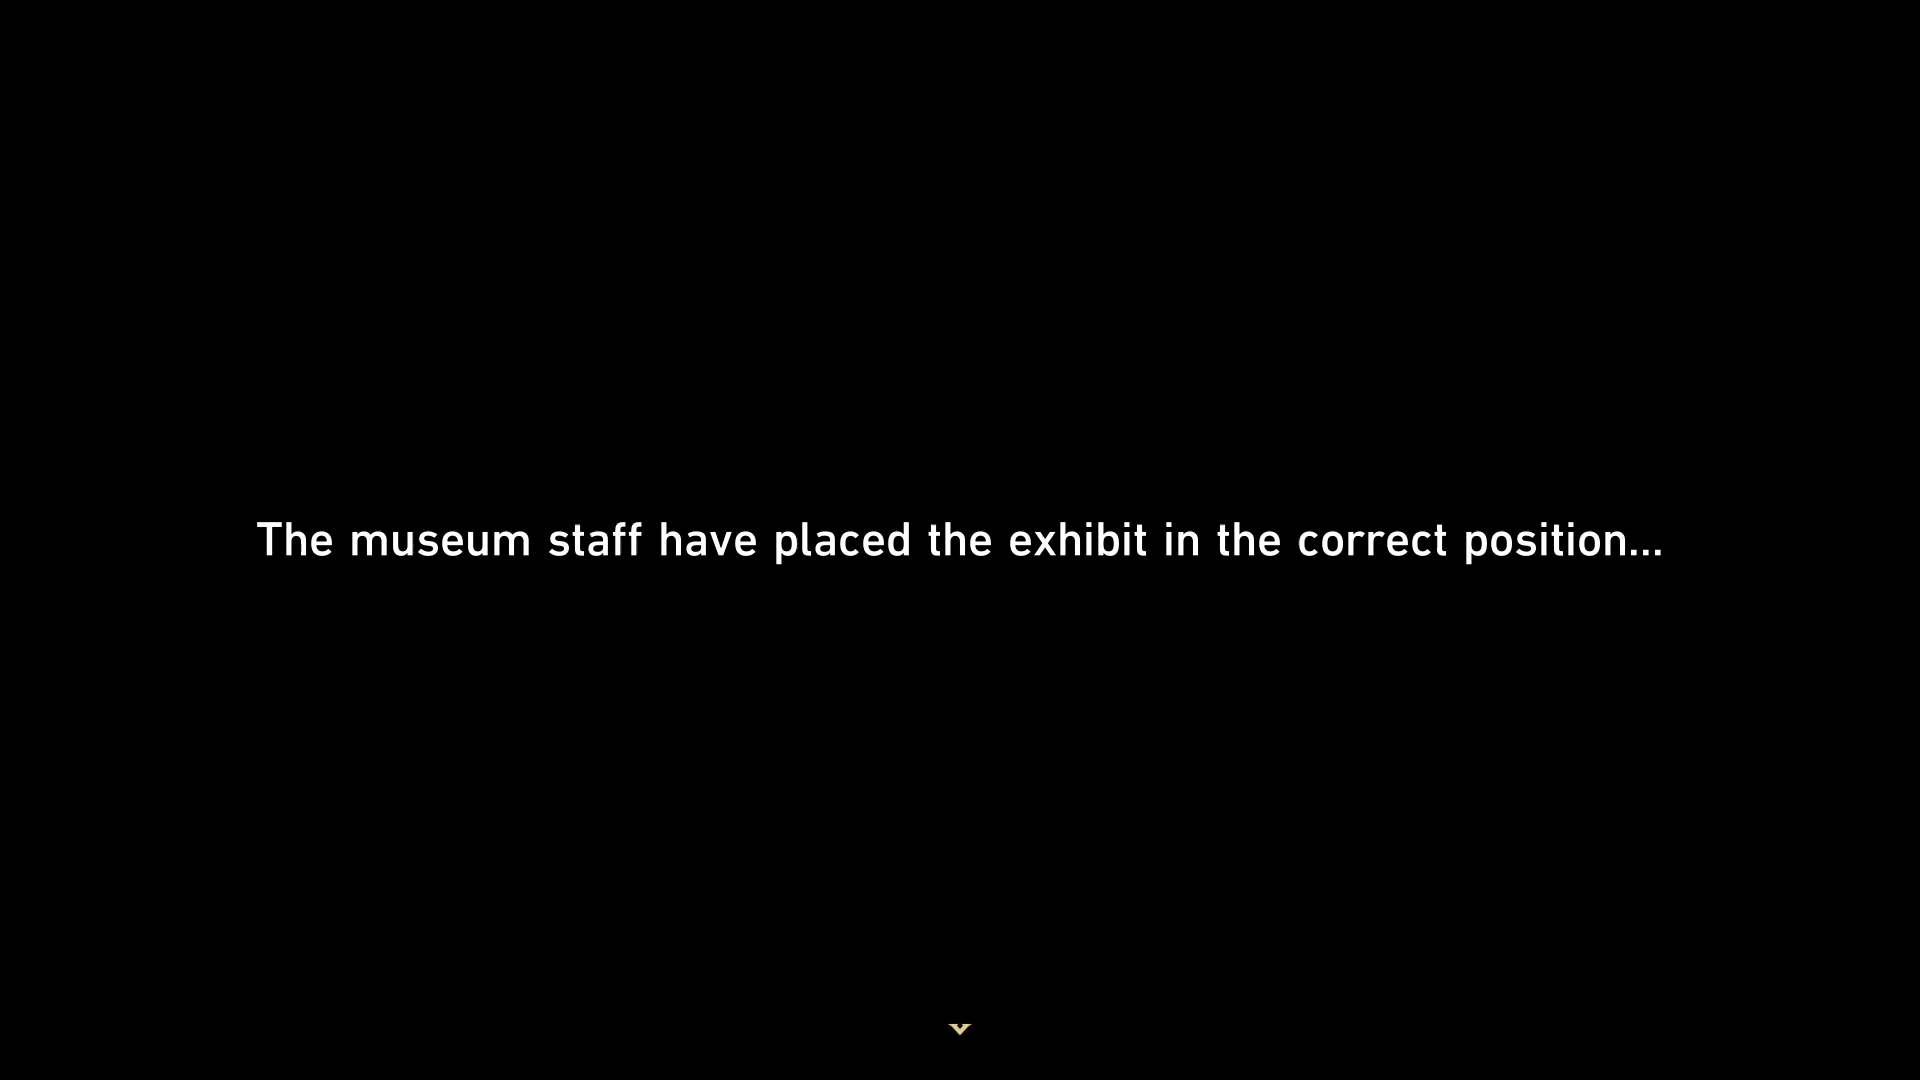 The museum staff have placed the exhibit in the correct position...